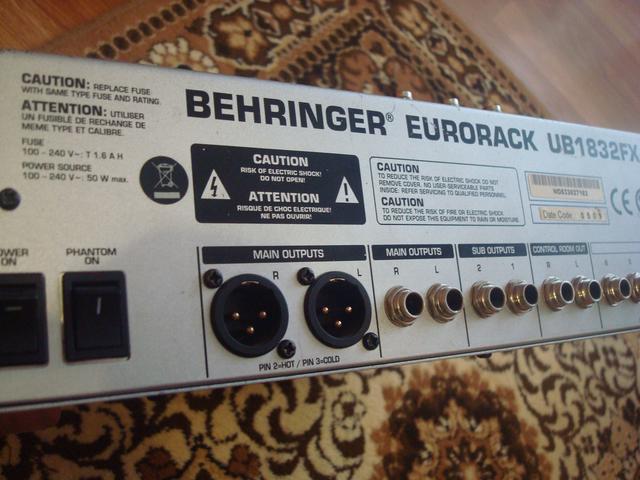 CAUTION: REPLACE FUSE
WITH SAME TYPE FUSE AND RATING.
ATTENTION: UTILISER
UN FUSIBLE DE RECHANGE DE
MEME TYPE ET CALIBRE.
FUSE
100 - 240 V~: T 1.6 A H
POWER SOURCE
100 - 240 V~: 50 W max.
BEHRINGER® EURORACK UB1832FX
CAUTION
RISK OF ELECTRIC SHOCK!
DO NOT OPEN!
ATTENTION
RISQUE DE CHOC ELECTRIQUE!
NE PAS OUVRIR!
CAUTION
TO REDUCE THE RISK OF ELECTRIC SHOCK DO NOT
REMOVE COVER. NO USER-SERVICEABLE PARTS
INSIDE. REFER SERVICING TO QUALIFIED PERSONNEL.
CAUTION
TO REDUCE THE RISK OF FIRE OR ELECTRIC SHOCK,
DO NOT EXPOSE THIS EQUIPMENT TO RAIN OR MOISTURE
Date Code:
CE
POWER
ON
PHANTOM
ON
MAIN OUTPUTS
R L
PIN 2=HOT / PIN 3=COLD
MAIN OUTPUTS
R L
SUB OUTPUTS
2 1
CONTROL ROOM OUT
R L